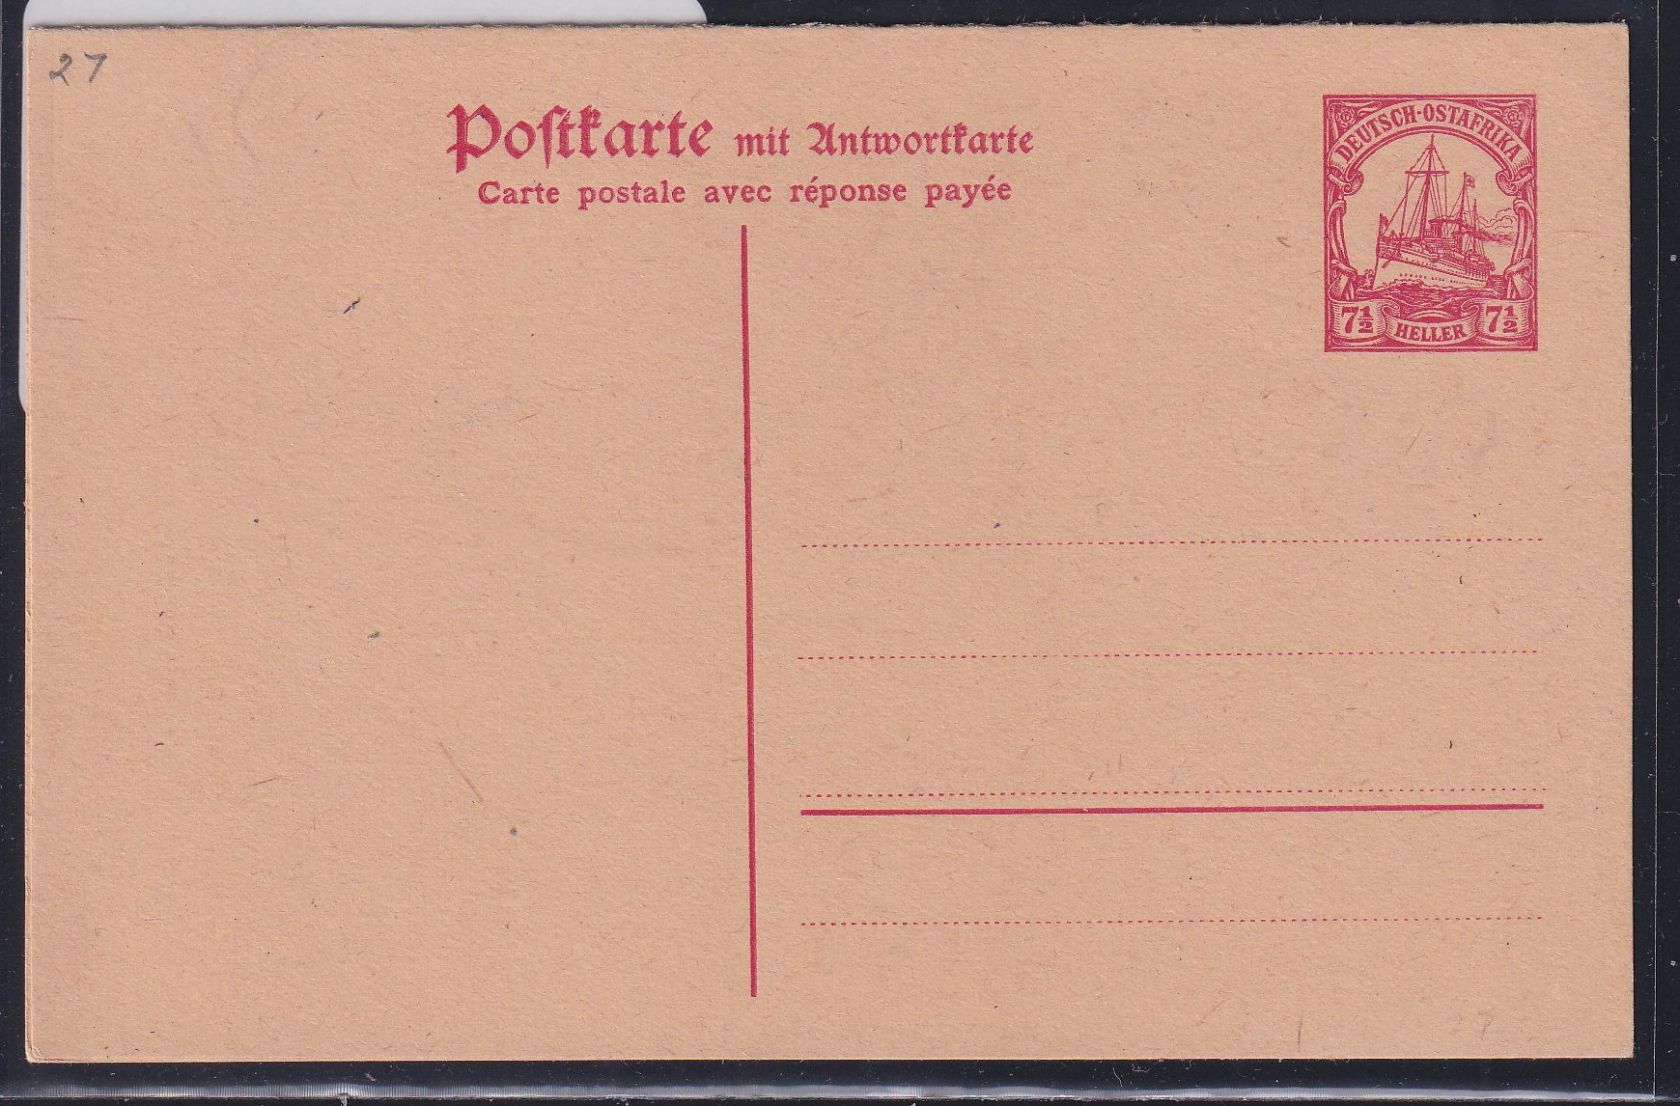 27
Poſtkarte mit Antwortkarte
Carte postale avec réponse payée
DEUTSCH-OSTAFRIKA
7½ HELLER 7½